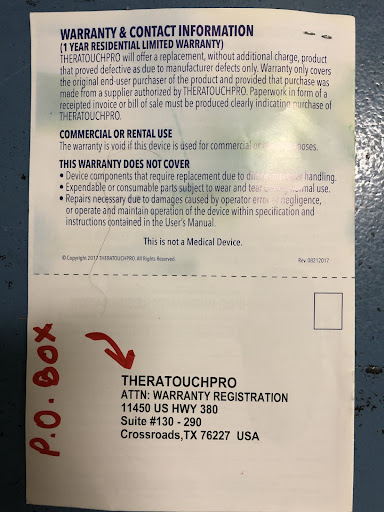 WARRANTY & CONTACT INFORMATION
(1 YEAR RESIDENTIAL LIMITED WARRANTY)
THERATOUCHPRO will offer a replacement, without additional charge, product
that proved defective as due to manufacturer defects only. Warranty only covers
the original end-user purchaser of the product and provided that purchase was
made from a supplier authorized by THERATOUCHPRO. Paperwork in form of a
receipted invoice or bill of sale must be produced clearly indicating purchase of
THERATOUCHPRO.
COMMERCIAL OR RENTAL USE
The warranty is void if this device is used for commercial or
THIS WARRANTY DOES NOT COVER
• Device components that require replacement due to handling.
• Expendable or consumable parts subject to wear and tear normal use.
• Repairs necessary due to damages caused by operator error negligence,
or operate and maintain operation of the device within specification and
instructions contained in the User's Manual.
This is not a Medical Device.
© Copyright 2017 THERATOUCHPRO. All Rights Reserved.
Rev. 08212017
P.O. BOX
THERATOUCHPRO
ATTN: WARRANTY REGISTRATION
11450 US HWY 380
Suite #130 - 290
Crossroads,TX 76227 USA